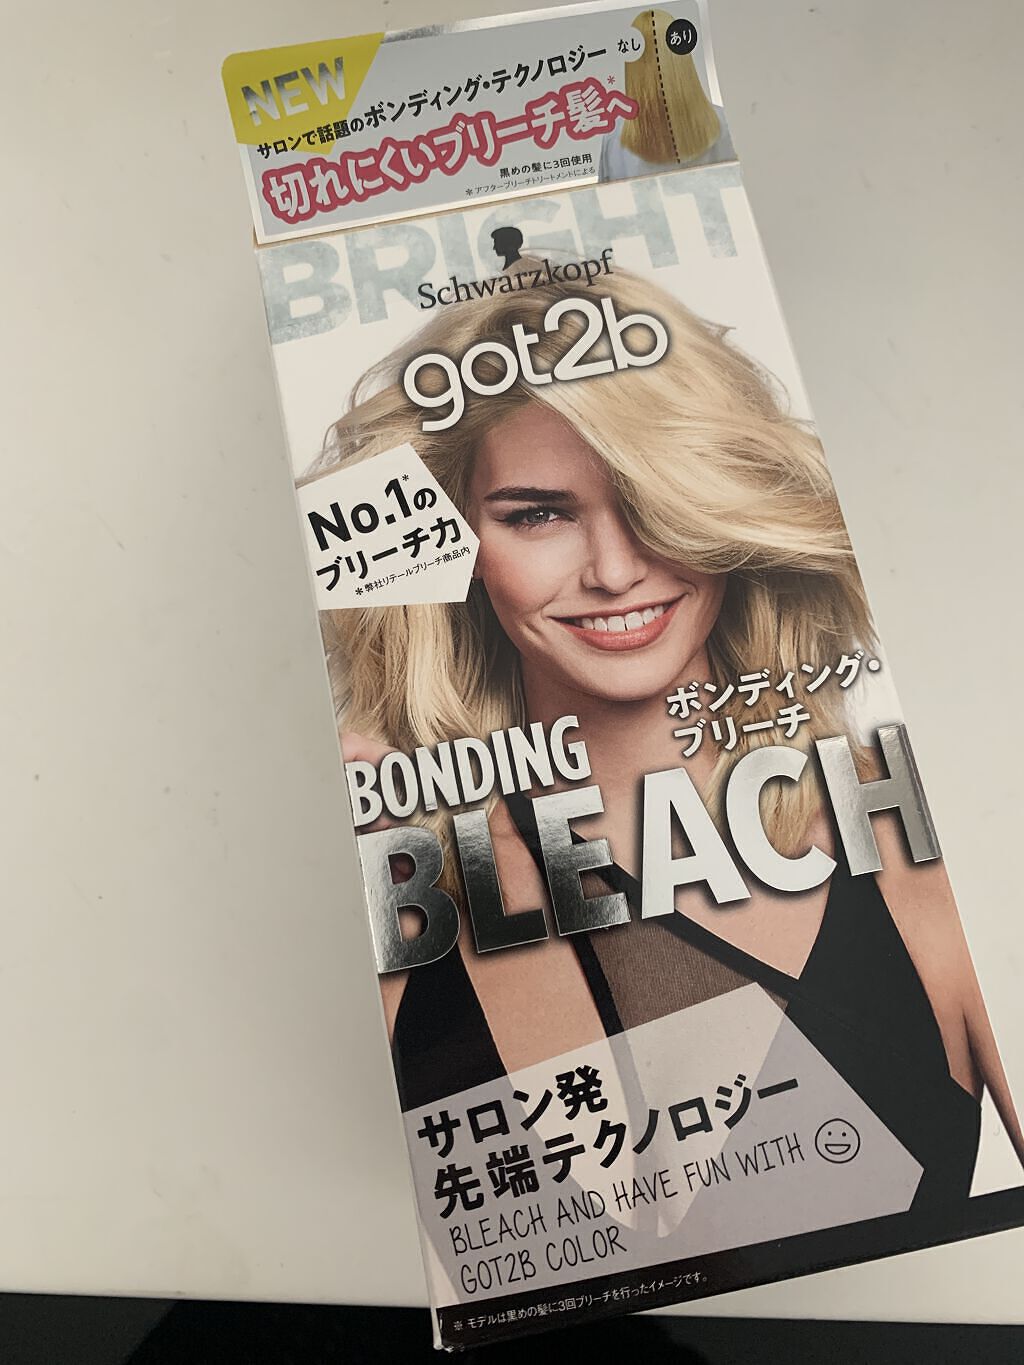 NEW
サロンで話題のボンディング・テクノロジー
切れにくいブリーチ髪へ*
黒めの髪に3回使用
＊アフターブリーチトリートメントによる
なし
あり
BRIGHT
Schwarzkopf
got2b
No.1*の
ブリーチ力
＊弊社リテールブリーチ商品内
ボンディング・
ブリーチ
BONDING
BLEACH
サロン発
先端テクノロジー
BLEACH AND HAVE FUN WITH
GOT2B COLOR
※ モデルは黒めの髪に3回ブリーチを行ったイメージです。